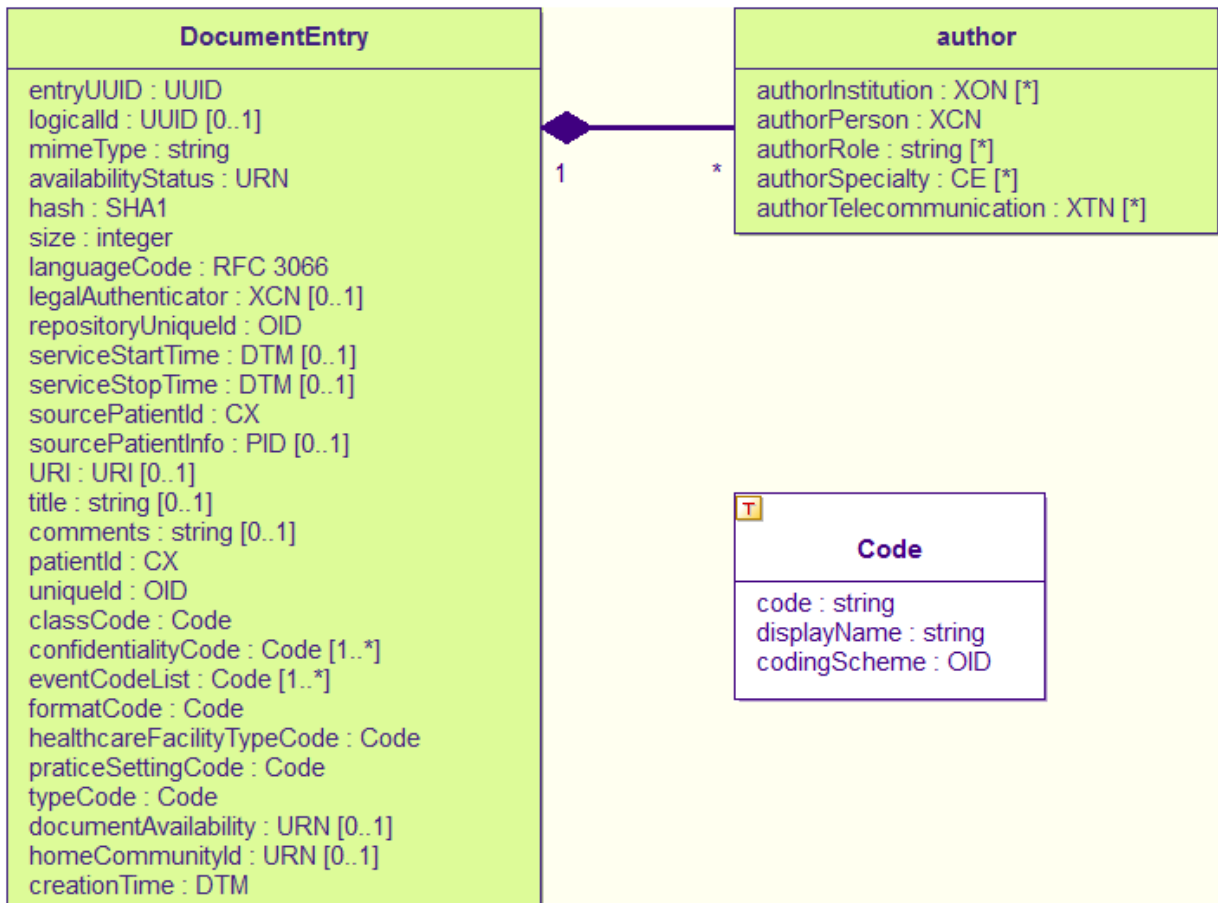 DocumentEntry
entryUUID : UUID
logicalId : UUID [0..1]
mimeType : string
availabilityStatus : URN
hash : SHA1
size : integer
languageCode : RFC 3066
legalAuthenticator : XCN [0..1]
repositoryUniqueId : OID
serviceStartTime : DTM [0..1]
serviceStopTime : DTM [0..1]
sourcePatientId : CX
sourcePatientInfo : PID [0..1]
URI : URI [0..1]
title : string [0..1]
comments : string [0..1]
patientId : CX
uniqueId : OID
classCode : Code
confidentialityCode : Code [1..*]
eventCodeList : Code [1..*]
formatCode : Code
healthcareFacilityTypeCode : Code
praticeSettingCode : Code
typeCode : Code
documentAvailability : URN [0..1]
homeCommunityId : URN [0..1]
creationTime : DTM
1
*
author
authorInstitution : XON [*]
authorPerson : XCN
authorRole : string [*]
authorSpecialty : CE [*]
authorTelecommunication : XTN [*]
T
Code
code : string
displayName : string
codingScheme : OID